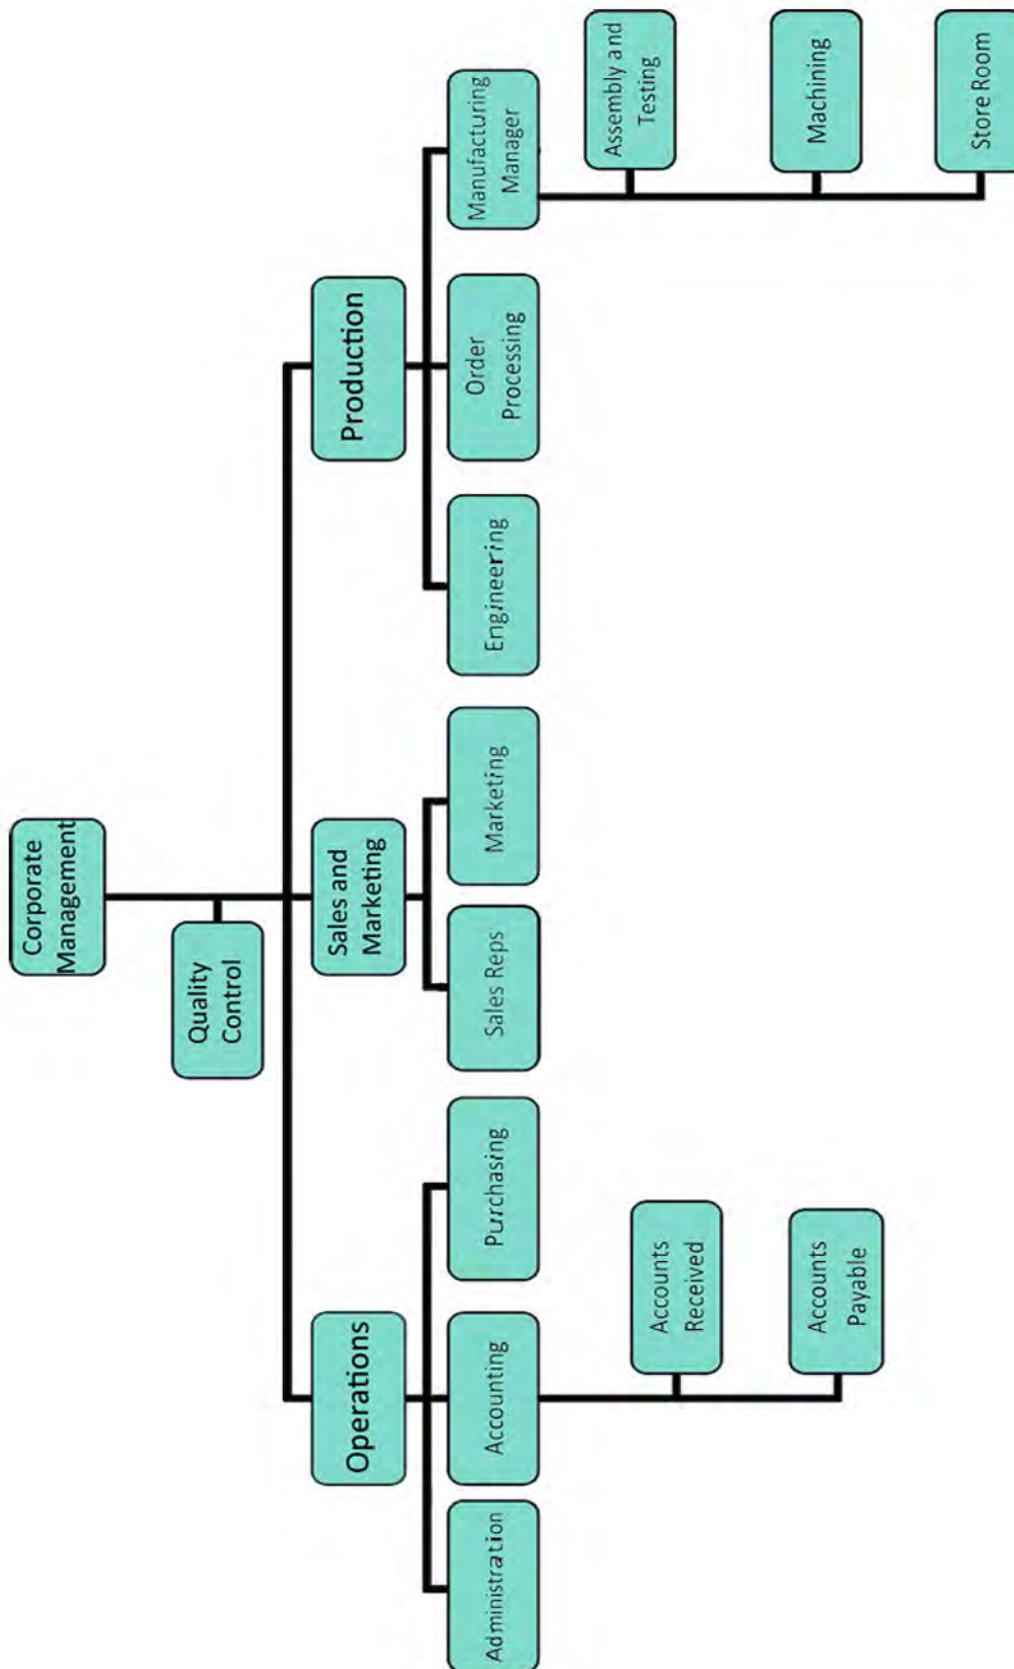 Corporate
Management
Quality
Control
Operations
Sales and
Marketing
Production
Administration
Accounting
Purchasing
Sales Reps
Marketing
Engineering
Order
Processing
Manufacturing
Manager
Accounts
Received
Accounts
Payable
Assembly and
Testing
Machining
Store Room